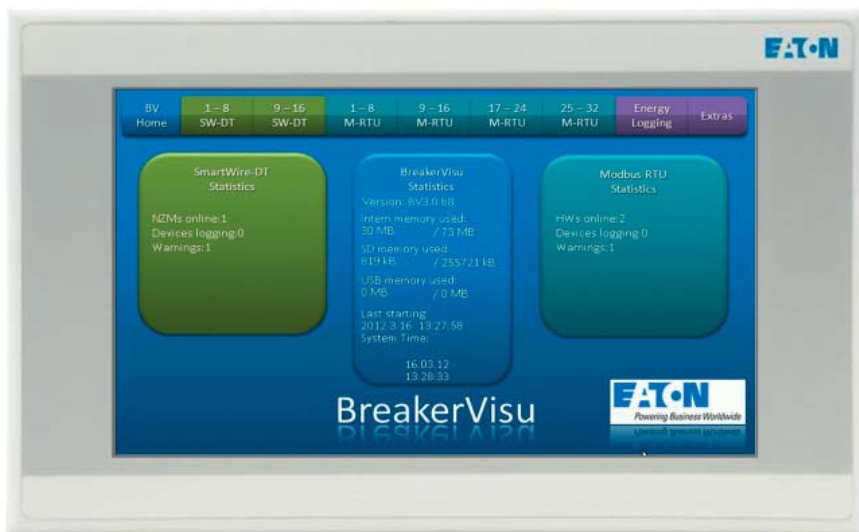 EATON
BV Home
1 – 8 SW-DT
9 – 16 SW-DT
1 – 8 M-RTU
9 – 16 M-RTU
17 – 24 M-RTU
25 – 32 M-RTU
Energy Logging
Extras
SmartWire-DT
Statistics
NZMs online:1
Devices logging:0
Warnings:1
BreakerVisu
Statistics
Version: BV3.0 b8
Intern memory used:
30 MB / 73 MB
SD memory used:
819 kB / 255721 kB
USB memory used:
0 MB / 0 MB
Last starting:
2012.3.16 13:27:58
System Time:
16.03.12
13:28:33
Modbus-RTU
Statistics
HWs online:2
Devices logging:0
Warnings:1
BreakerVisu
EATON
Powering Business Worldwide